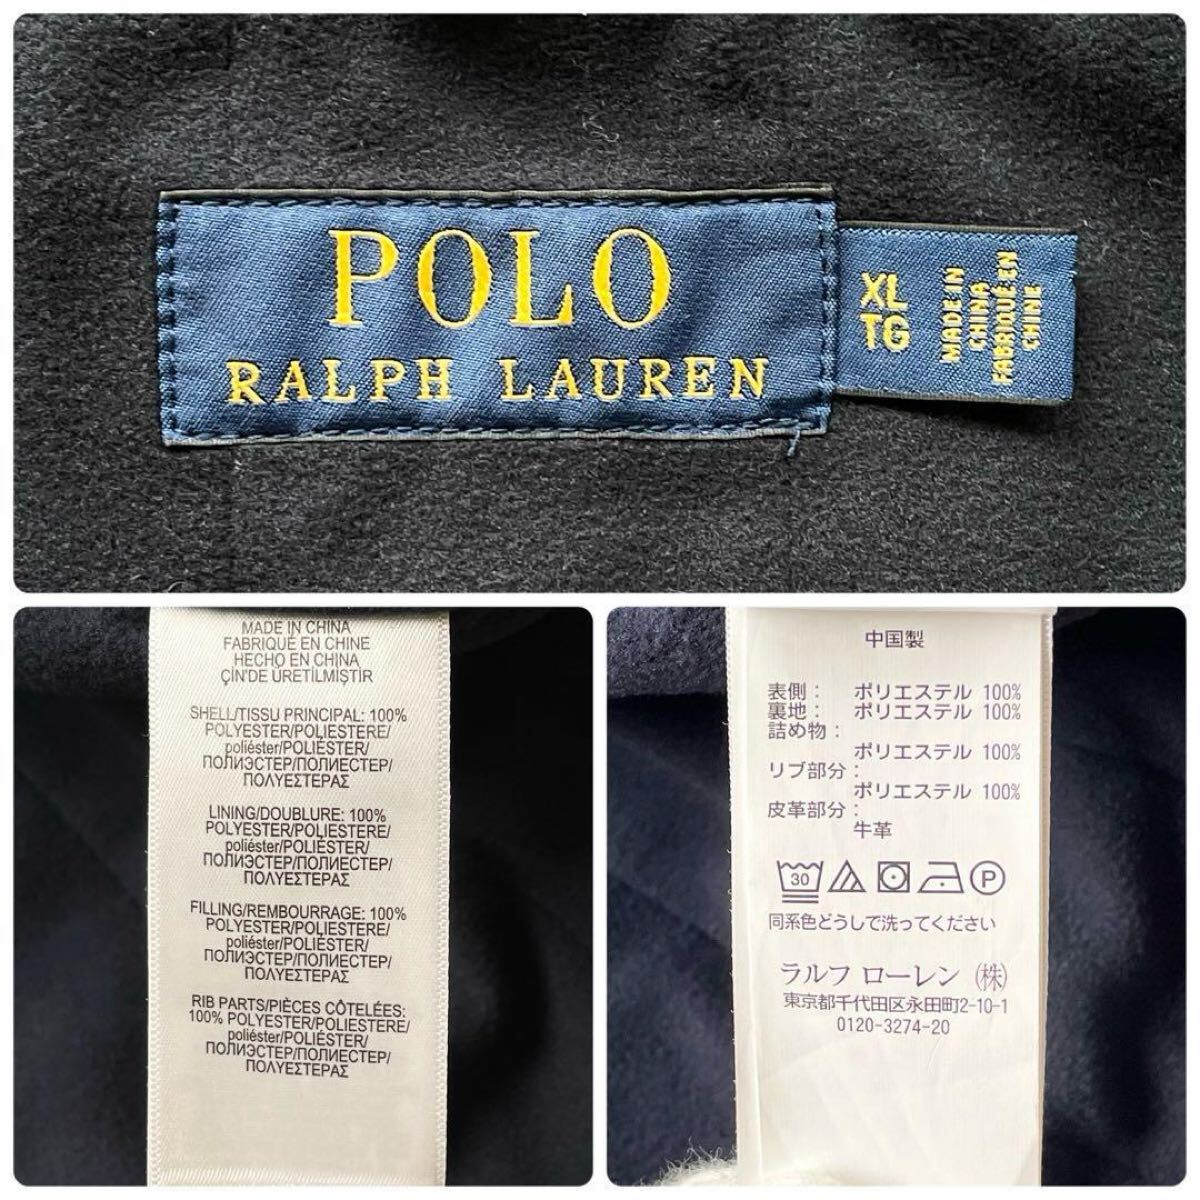 POLO
RALPH LAUREN
XL
TG
MADE IN
CHINA
FABRIQUÉ EN
CHINE
MADE IN CHINA
FABRIQUÉ EN CHINE
HECHO EN CHINA
ÇİN'DE ÜRETİLMİŞTİR
SHELL/TISSU PRINCIPAL: 100%
POLYESTER/POLIESTERE/
poliéster/POLIÉSTER/
ПОЛИЭСТЕР/ПОЛИЕСТЕР/
ΠΟΛΥΕΣΤΕΡΑΣ
LINING/DOUBLURE: 100%
POLYESTER/POLIESTERE/
poliéster/POLIÉSTER/
ПОЛИЭСТЕР/ПОЛИЕСТЕР/
ΠΟΛΥΕΣΤΕΡΑΣ
FILLING/REMBOURRAGE: 100%
POLYESTER/POLIESTERE/
poliéster/POLIÉSTER/
ПОЛИЭСТЕР/ПОЛИЕСТЕР/
ΠΟΛΥΕΣΤΕΡΑΣ
RIB PARTS/PIÈCES CÔTELÉES:
100% POLYESTER/POLIESTERE/
poliéster/POLIÉSTER/
ПОЛИЭСТЕР/ПОЛИЕСТЕР/
ΠΟΛΥΕΣΤΕΡΑΣ
中国製
表側： ポリエステル 100%
裏地： ポリエステル 100%
詰め物：
ポリエステル 100%
リブ部分：
ポリエステル 100%
皮革部分：
牛革
30 P
同系色どうしで洗ってください
ラルフ ローレン (株)
東京都千代田区永田町2-10-1
0120-3274-20